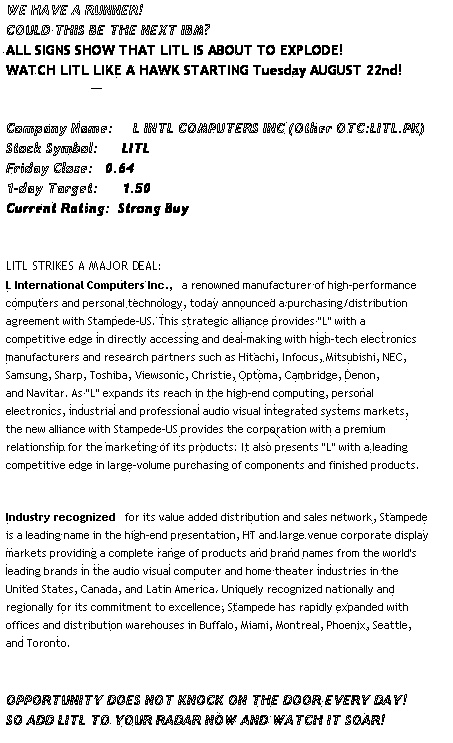 WE HAVE A RUNNER!
COULD THIS BE THE NEXT IBM?
ALL SIGNS SHOW THAT LITL IS ABOUT TO EXPLODE!
WATCH LITL LIKE A HAWK STARTING Tuesday AUGUST 22nd!
Company Name: L INTL COMPUTERS INC (Other OTC:LITL.PK)
Stock Symbol: LITL
Friday Close: 0.64
1-day Target: 1.50
Current Rating: Strong Buy
LITL STRIKES A MAJOR DEAL:
L International Computers Inc., a renowned manufacturer of high-performance
computers and personal technology, today announced a purchasing/distribution
agreement with Stampede-US. This strategic alliance provides "L" with a
competitive edge in directly accessing and deal-making with high-tech electronics
manufacturers and research partners such as Hitachi, Infocus, Mitsubishi, NEC,
Samsung, Sharp, Toshiba, Viewsonic, Christie, Optoma, Cambridge, Denon,
and Navitar. As "L" expands its reach in the high-end computing, personal
electronics, industrial and professional audio visual integrated systems markets,
the new alliance with Stampede-US provides the corporation with a premium
relationship for the marketing of its products. It also presents "L" with a leading
competitive edge in large-volume purchasing of components and finished products.
Industry recognized for its value added distribution and sales network, Stampede
is a leading name in the high-end presentation, HT and large venue corporate display
markets providing a complete range of products and brand names from the world's
leading brands in the audio visual computer and home theater industries in the
United States, Canada, and Latin America. Uniquely recognized nationally and
regionally for its commitment to excellence; Stampede has rapidly expanded with
offices and distribution warehouses in Buffalo, Miami, Montreal, Phoenix, Seattle,
and Toronto.
OPPORTUNITY DOES NOT KNOCK ON THE DOOR EVERY DAY!
SO ADD LITL TO YOUR RADAR NOW AND WATCH IT SOAR!